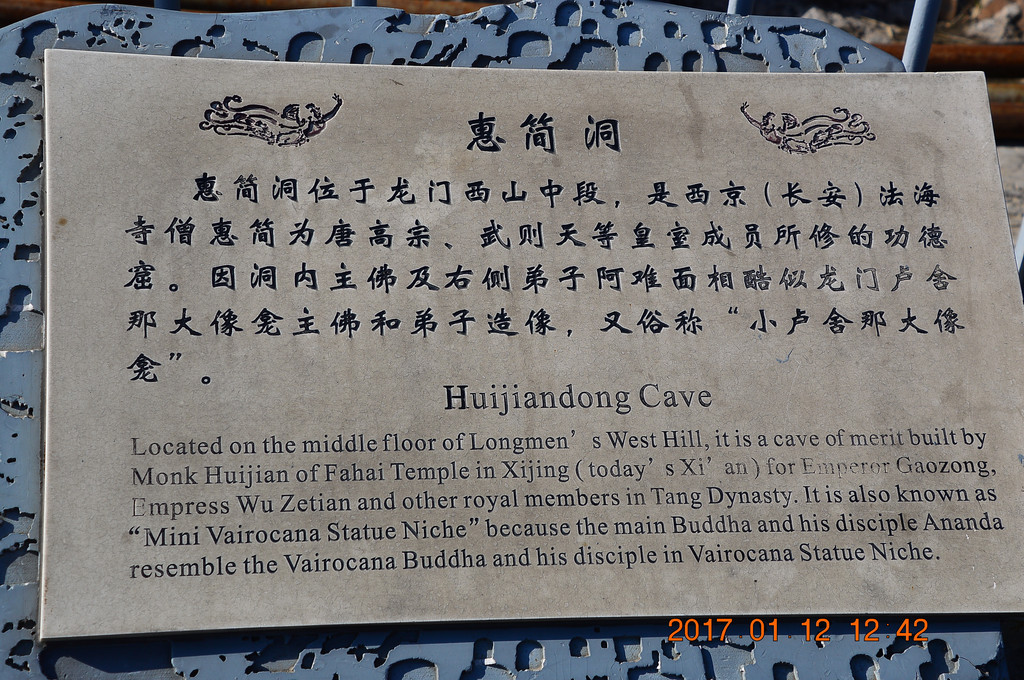 惠简洞
惠简洞位于龙门西山中段，是西京（长安）法海
寺僧惠简为唐高宗、武则天等皇室成员所修的功德
窟。因洞内主佛及右侧弟子阿难面相酷似龙门卢舍
那大像龛主佛和弟子造像，又俗称“小卢舍那大像
龛”。
Huijiandong Cave
Located on the middle floor of Longmen’s West Hill, it is a cave of merit built by
Monk Huijian of Fahai Temple in Xijing (today’s Xi’an) for Emperor Gaozong,
Empress Wu Zetian and other royal members in Tang Dynasty. It is also known as
“Mini Vairocana Statue Niche” because the main Buddha and his disciple Ananda
resemble the Vairocana Buddha and his disciple in Vairocana Statue Niche.
2017 01 12 12 42